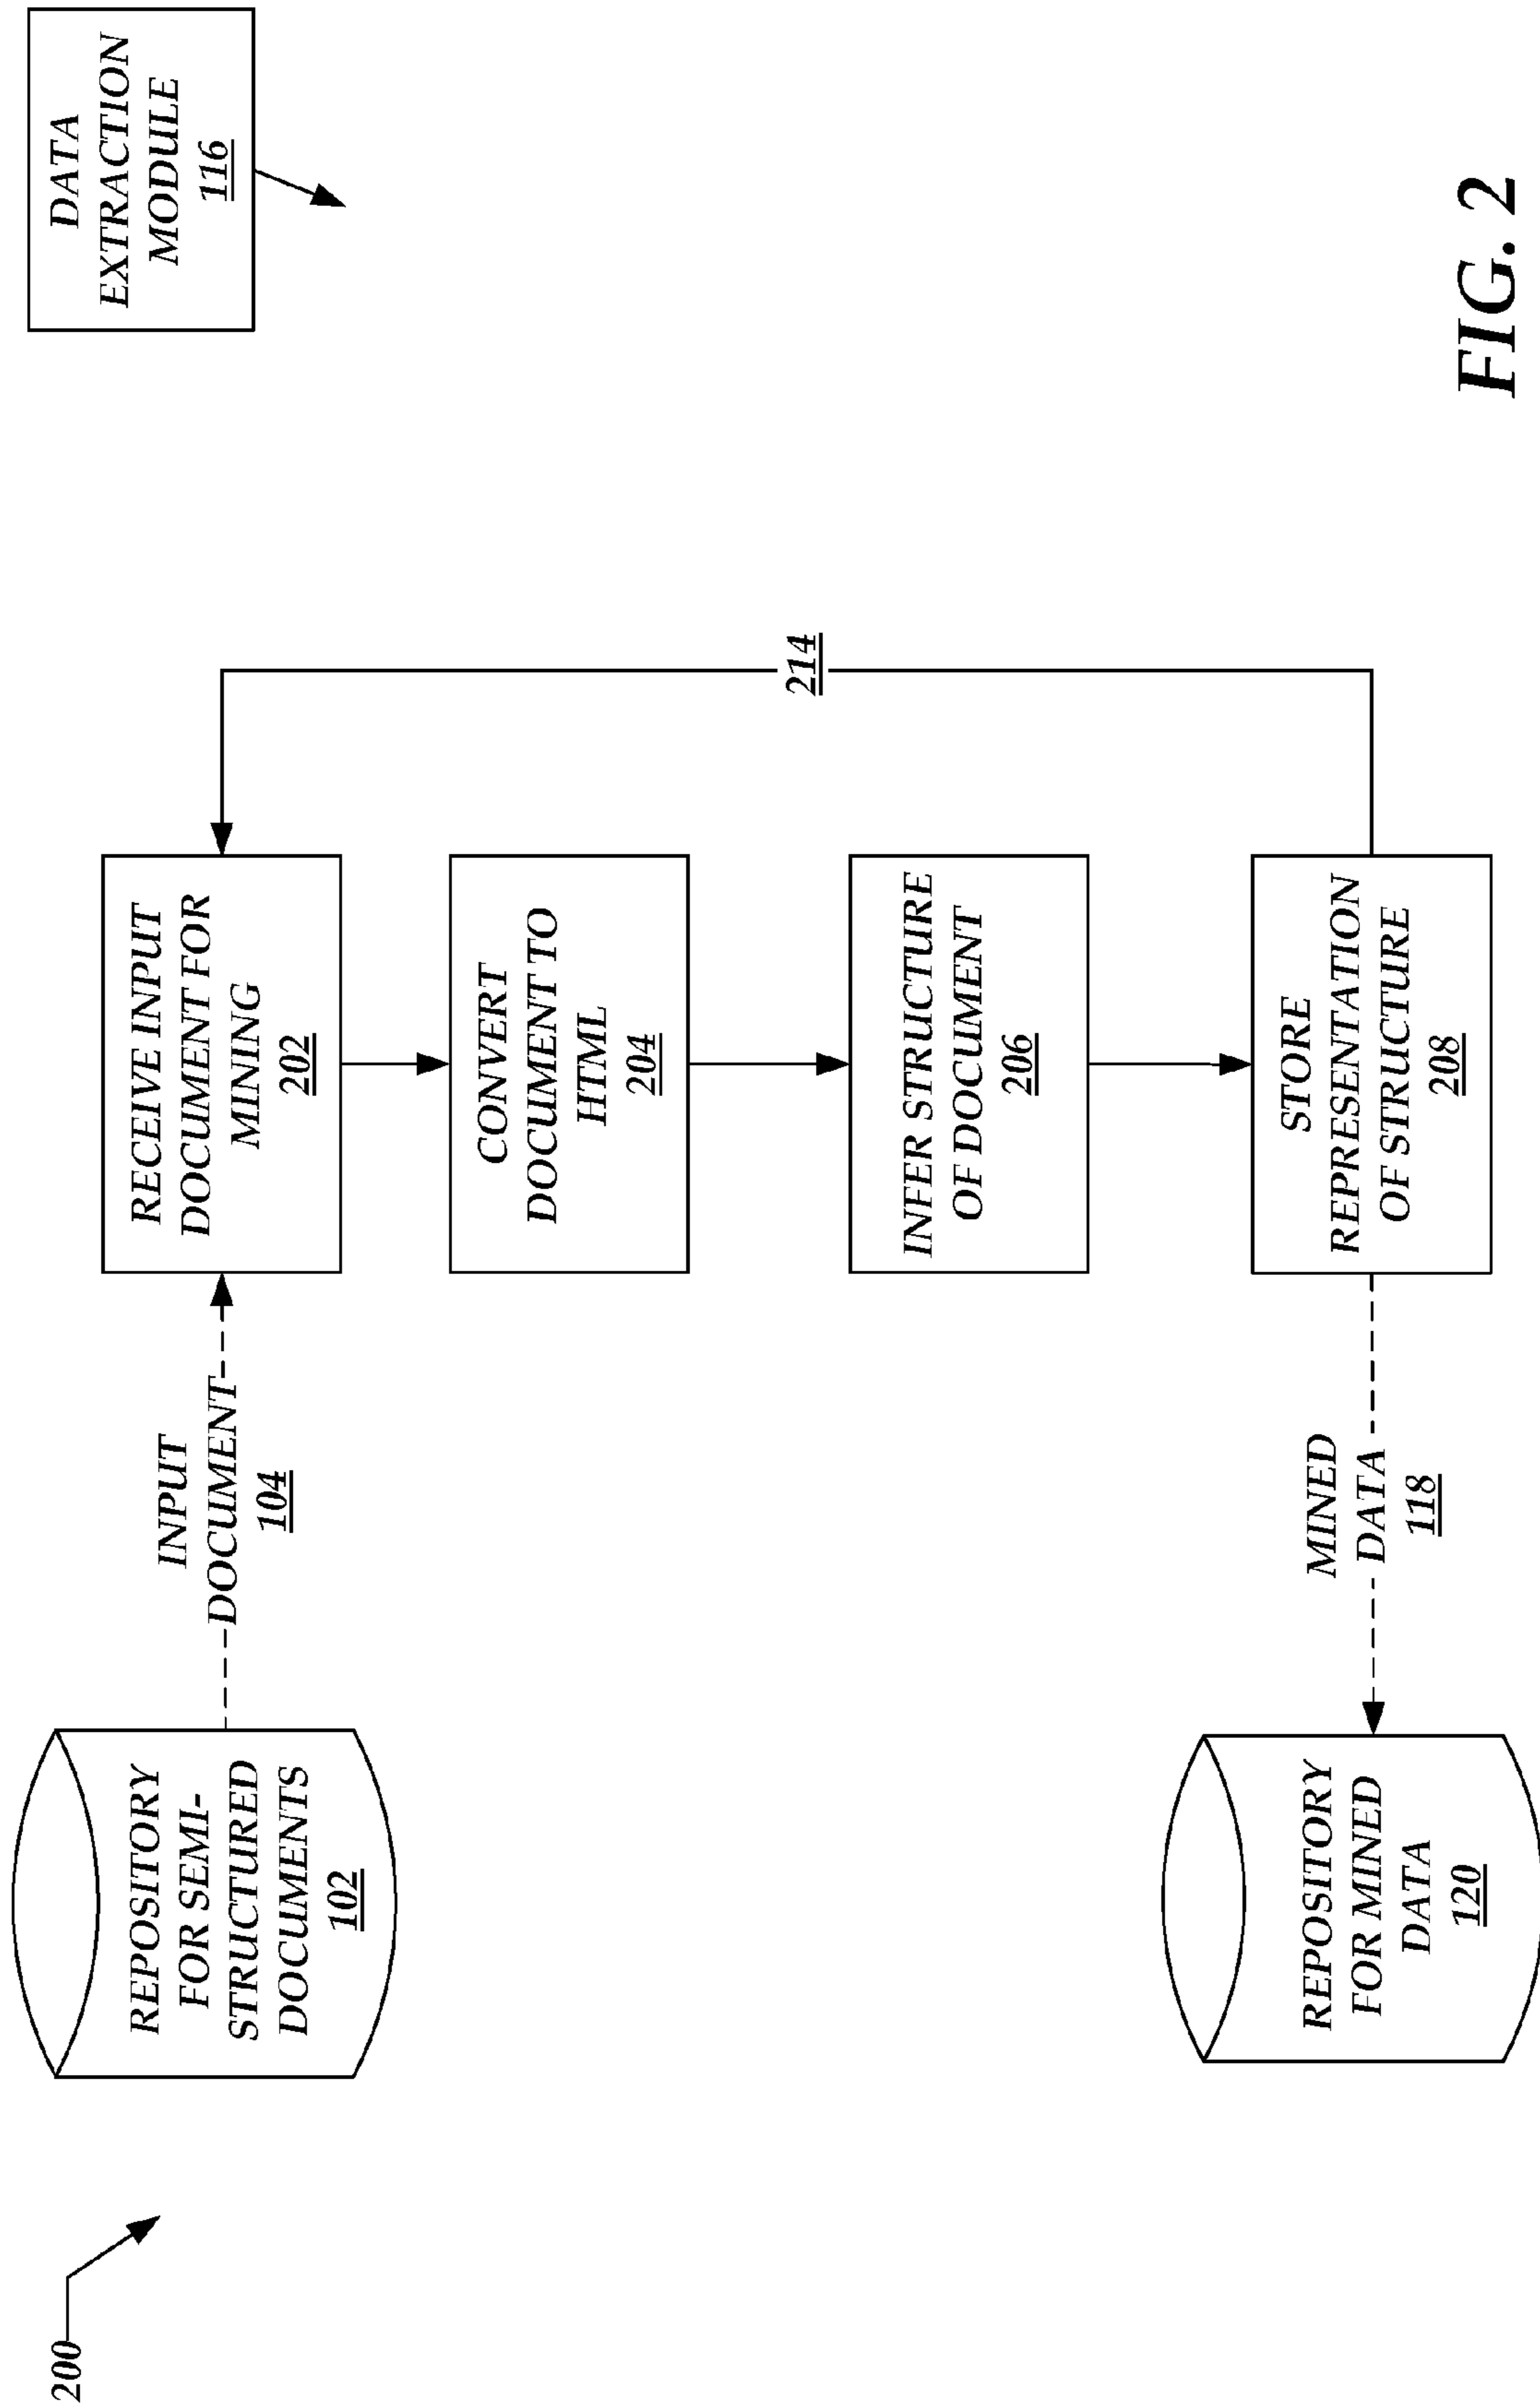 200
DATA
EXTRACTION
MODULE
116
REPOSITORY
FOR SEMI-
STRUCTURED
DOCUMENTS
102
INPUT
DOCUMENT
104
RECEIVE INPUT
DOCUMENT FOR
MINING
202
CONVERT
DOCUMENT TO
HTML
204
214
INFER STRUCTURE
OF DOCUMENT
206
STORE
REPRESENTATION
OF STRUCTURE
208
MINED
DATA
118
REPOSITORY
FOR MINED
DATA
120
FIG. 2